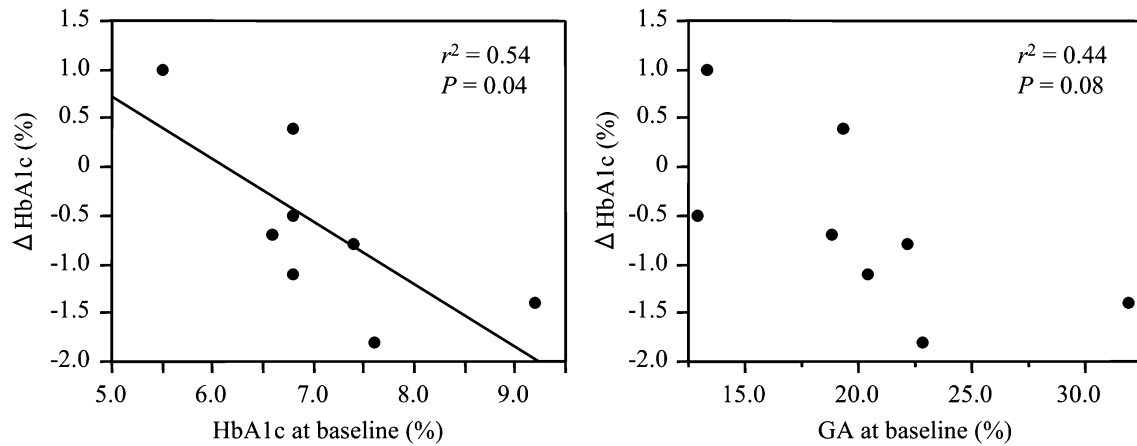 1.5
1.0
0.5
0
-0.5
-1.0
-1.5
-2.0
Δ HbA1c (%)
r² = 0.54
P = 0.04
5.0 6.0 7.0 8.0 9.0
HbA1c at baseline (%)
1.5
1.0
0.5
0
-0.5
-1.0
-1.5
-2.0
Δ HbA1c (%)
r² = 0.44
P = 0.08
15.0 20.0 25.0 30.0
GA at baseline (%)